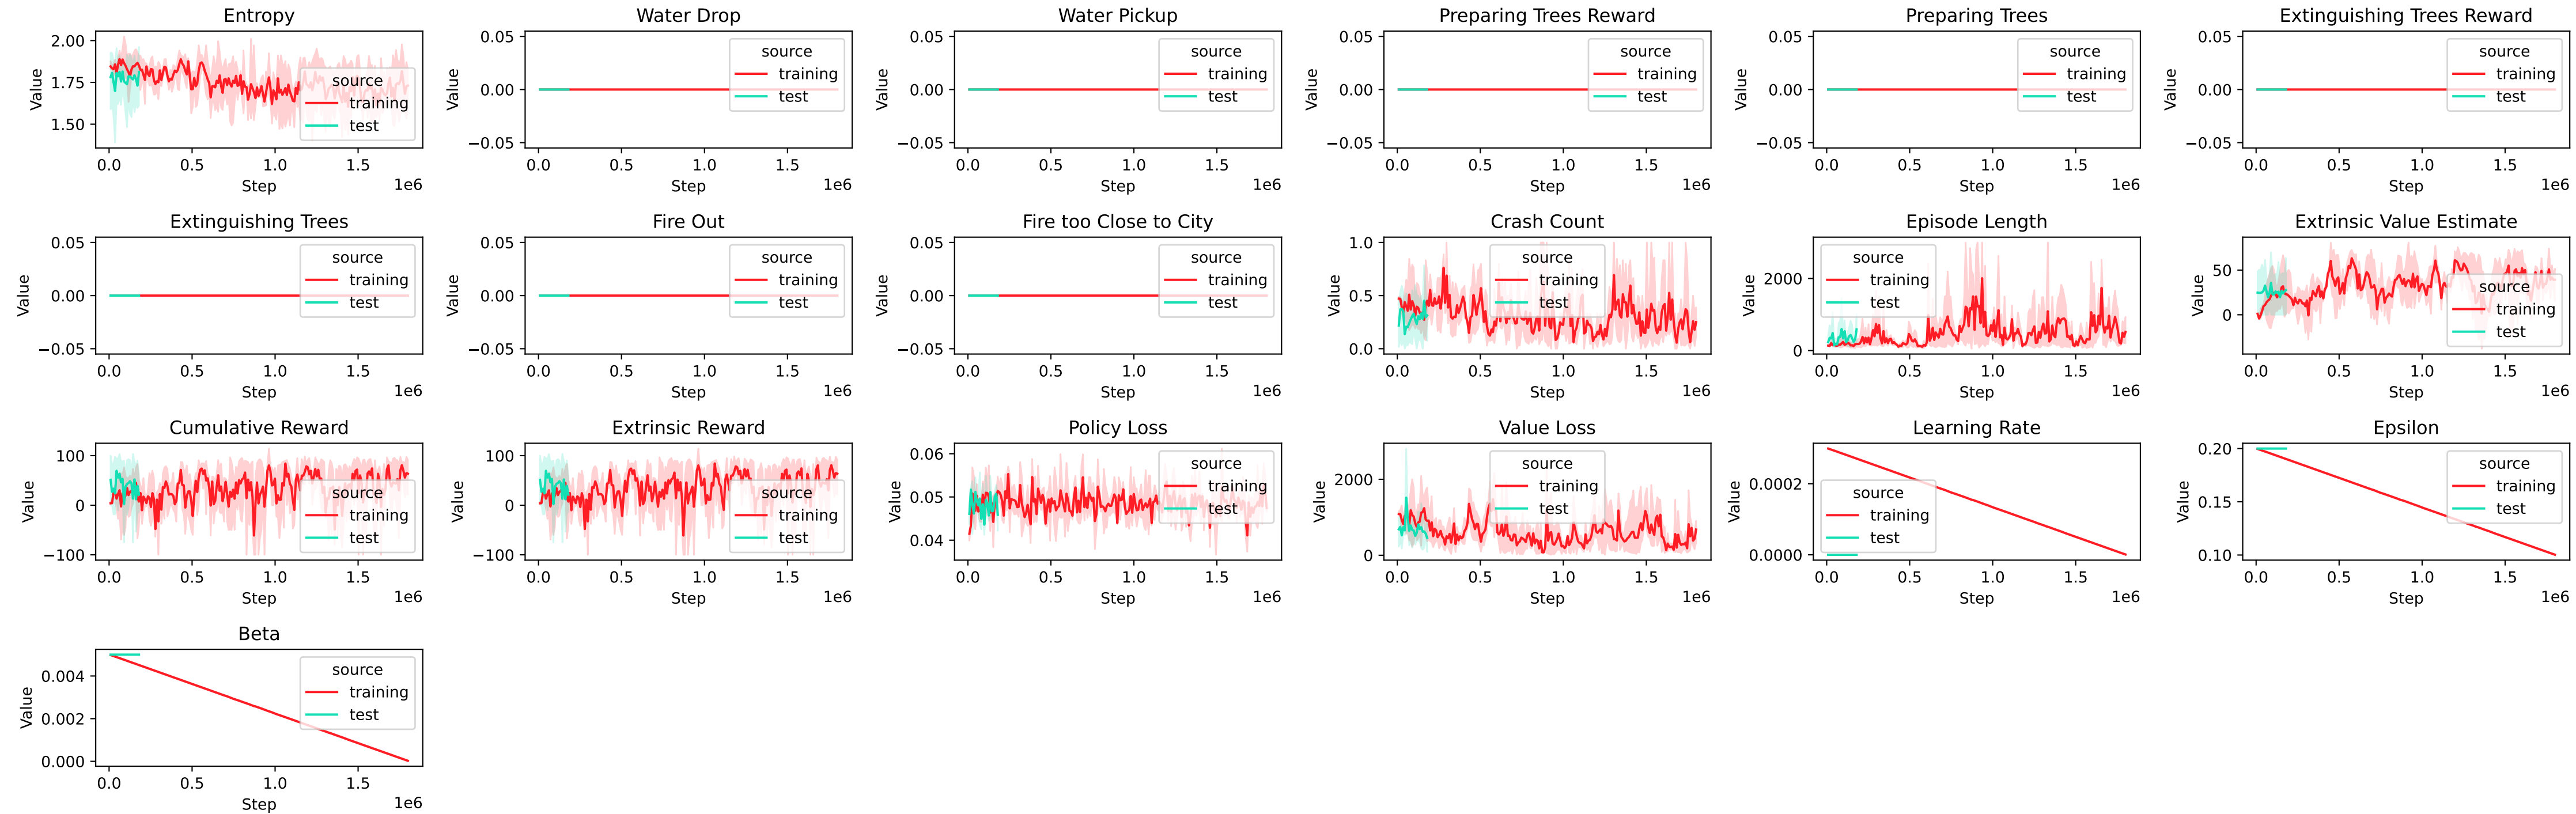 Entropy
Value
2.00
1.75
1.50
source
training
test
0.0 0.5 1.0 1.5
Step
1e6
Water Drop
Value
0.05
0.00
−0.05
source
training
test
0.0 0.5 1.0 1.5
Step
1e6
Water Pickup
Value
0.05
0.00
−0.05
source
training
test
0.0 0.5 1.0 1.5
Step
1e6
Preparing Trees Reward
Value
0.05
0.00
−0.05
source
training
test
0.0 0.5 1.0 1.5
Step
1e6
Preparing Trees
Value
0.05
0.00
−0.05
source
training
test
0.0 0.5 1.0 1.5
Step
1e6
Extinguishing Trees Reward
Value
0.05
0.00
−0.05
source
training
test
0.0 0.5 1.0 1.5
Step
1e6
Extinguishing Trees
Value
0.05
0.00
−0.05
source
training
test
0.0 0.5 1.0 1.5
Step
1e6
Fire Out
Value
0.05
0.00
−0.05
source
training
test
0.0 0.5 1.0 1.5
Step
1e6
Fire too Close to City
Value
0.05
0.00
−0.05
source
training
test
0.0 0.5 1.0 1.5
Step
1e6
Crash Count
Value
1.0
0.5
0.0
source
training
test
0.0 0.5 1.0 1.5
Step
1e6
Episode Length
Value
2000
0
source
training
test
0.0 0.5 1.0 1.5
Step
1e6
Extrinsic Value Estimate
Value
50
0
source
training
test
0.0 0.5 1.0 1.5
Step
1e6
Cumulative Reward
Value
100
0
−100
source
training
test
0.0 0.5 1.0 1.5
Step
1e6
Extrinsic Reward
Value
100
0
−100
source
training
test
0.0 0.5 1.0 1.5
Step
1e6
Policy Loss
Value
0.06
0.05
0.04
source
training
test
0.0 0.5 1.0 1.5
Step
1e6
Value Loss
Value
2000
0
source
training
test
0.0 0.5 1.0 1.5
Step
1e6
Learning Rate
Value
0.0002
0.0000
source
training
test
0.0 0.5 1.0 1.5
Step
1e6
Epsilon
Value
0.20
0.15
0.10
source
training
test
0.0 0.5 1.0 1.5
Step
1e6
Beta
Value
0.004
0.002
0.000
source
training
test
0.0 0.5 1.0 1.5
Step
1e6